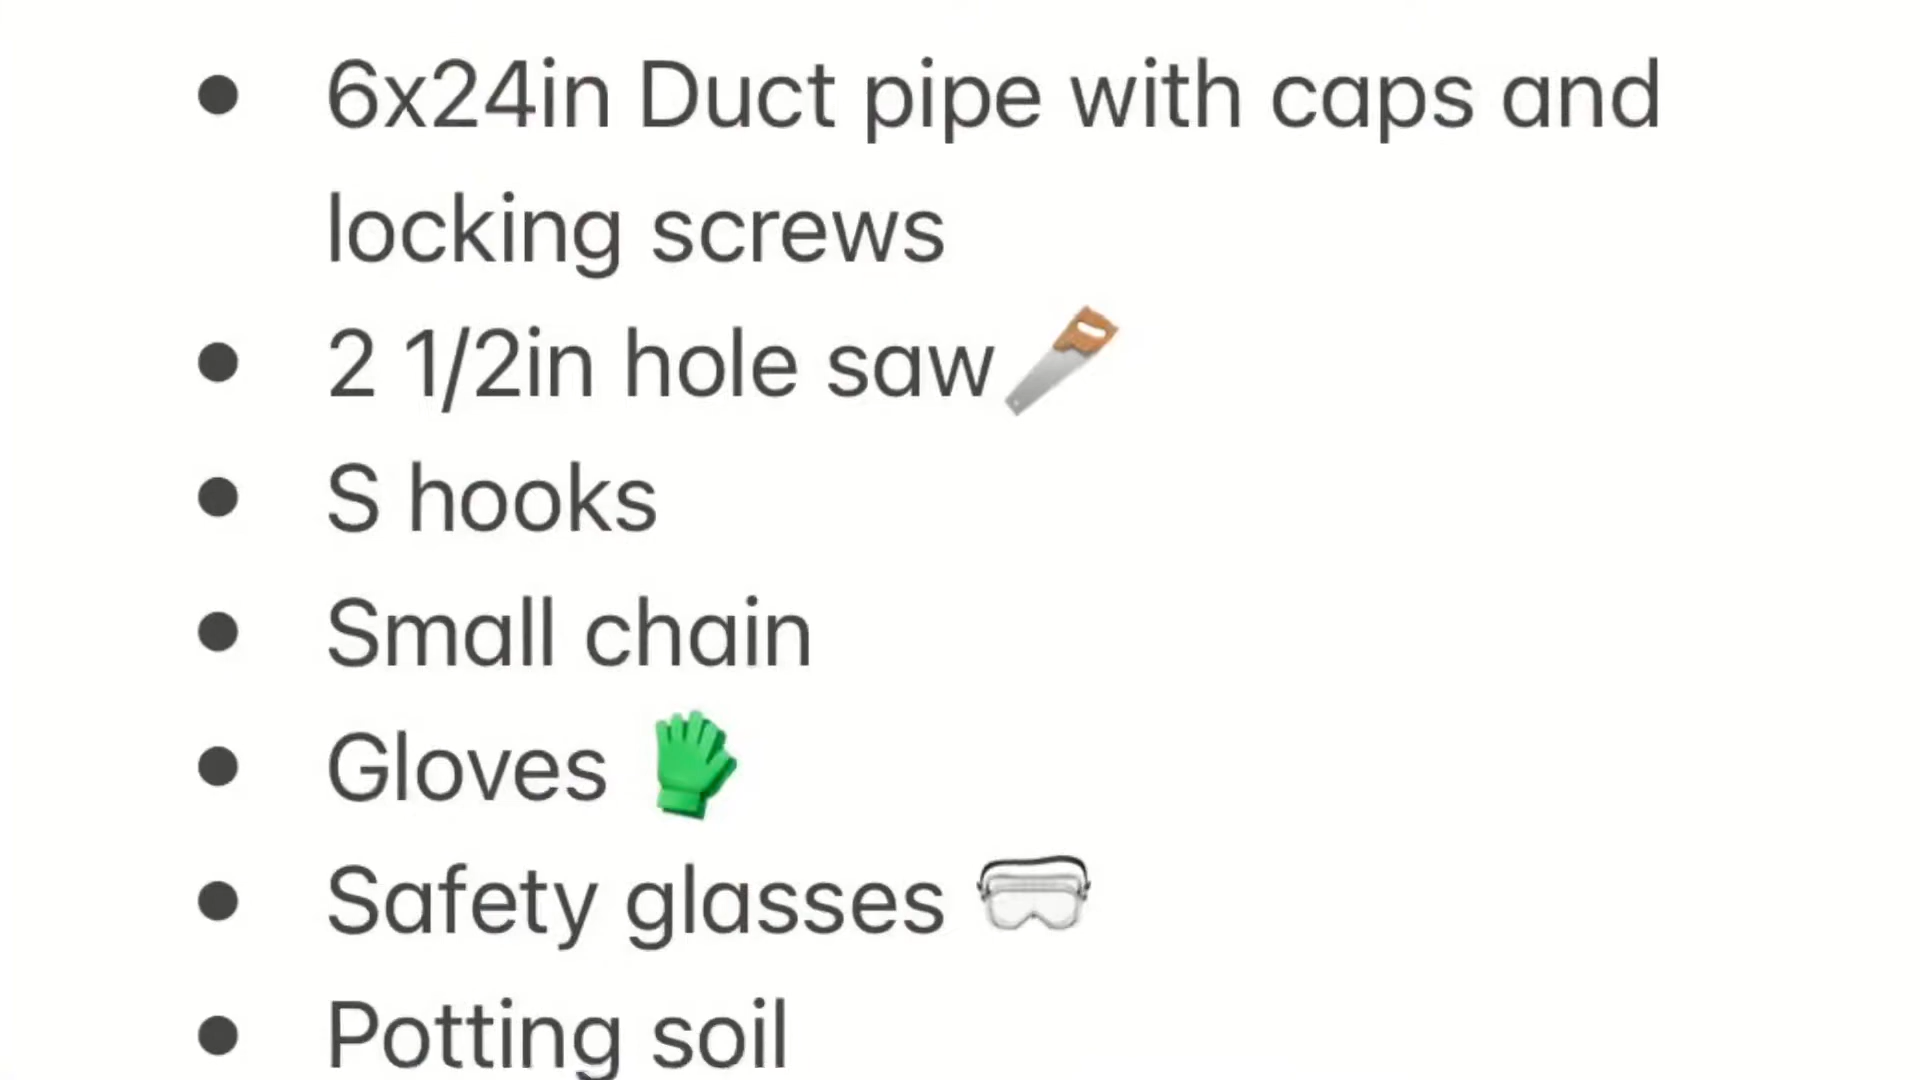 • 6x24in Duct pipe with caps and
locking screws
• 2 1/2in hole saw🪚
• S hooks
• Small chain
• Gloves 🧤
• Safety glasses 🥽
• Potting soil